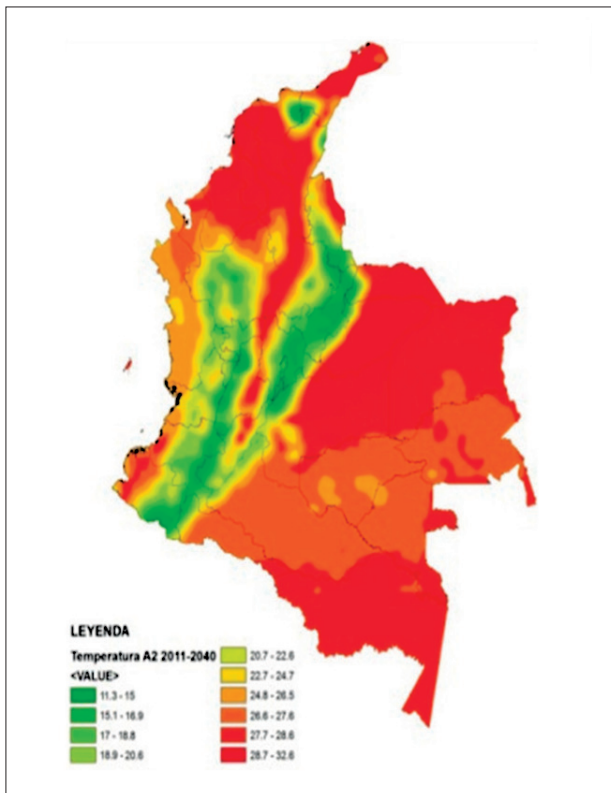 LEYENDA
Temperatura A2 2011-2040
<VALUE>
11.3 - 15
15.1 - 16.9
17 - 18.8
18.9 - 20.6
20.7 - 22.6
22.7 - 24.7
24.8 - 26.5
26.6 - 27.6
27.7 - 28.6
28.7 - 32.6